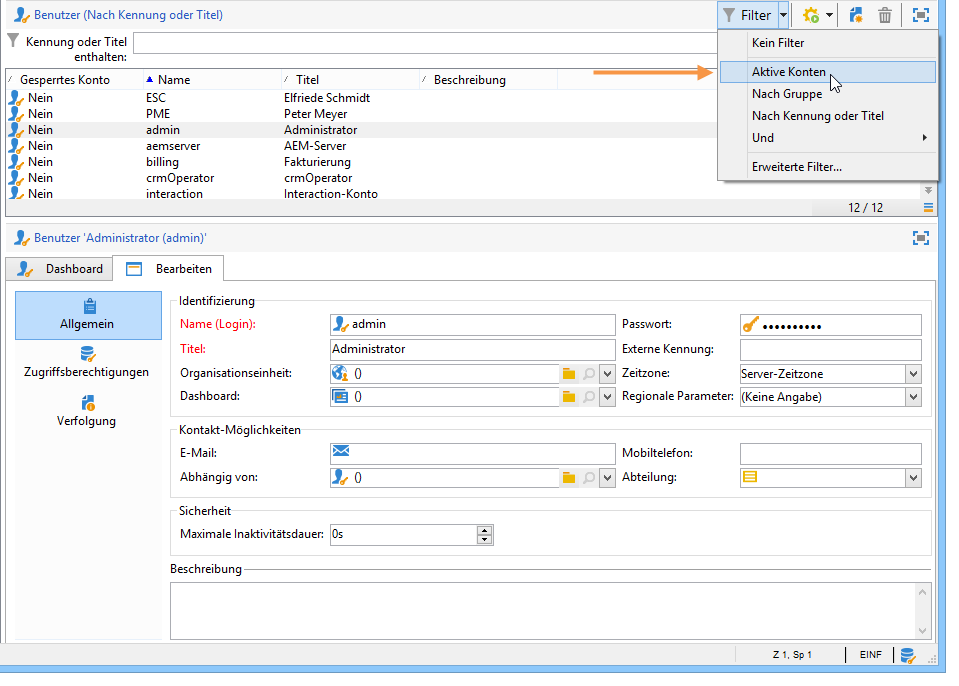 Benutzer (Nach Kennung oder Titel)
Filter
Kennung oder Titel
enthalten:
Kein Filter
Aktive Konten
Nach Gruppe
Nach Kennung oder Titel
Und
Erweiterte Filter...
Gesperrtes Konto Name Titel Beschreibung
Nein ESC Elfriede Schmidt
Nein PME Peter Meyer
Nein admin Administrator
Nein aemserver AEM-Server
Nein billing Fakturierung
Nein crmOperator crmOperator
Nein interaction Interaction-Konto
12 / 12
Benutzer 'Administrator (admin)'
Dashboard Bearbeiten
Allgemein
Zugriffsberechtigungen
Verfolgung
Identifizierung
Name (Login): admin Passwort: ••••••••••
Titel: Administrator Externe Kennung:
Organisationseinheit: () Zeitzone: Server-Zeitzone
Dashboard: () Regionale Parameter: (Keine Angabe)
Kontakt-Möglichkeiten
E-Mail: Mobiltelefon:
Abhängig von: () Abteilung:
Sicherheit
Maximale Inaktivitätsdauer: 0s
Beschreibung
Z 1, Sp 1 EINF